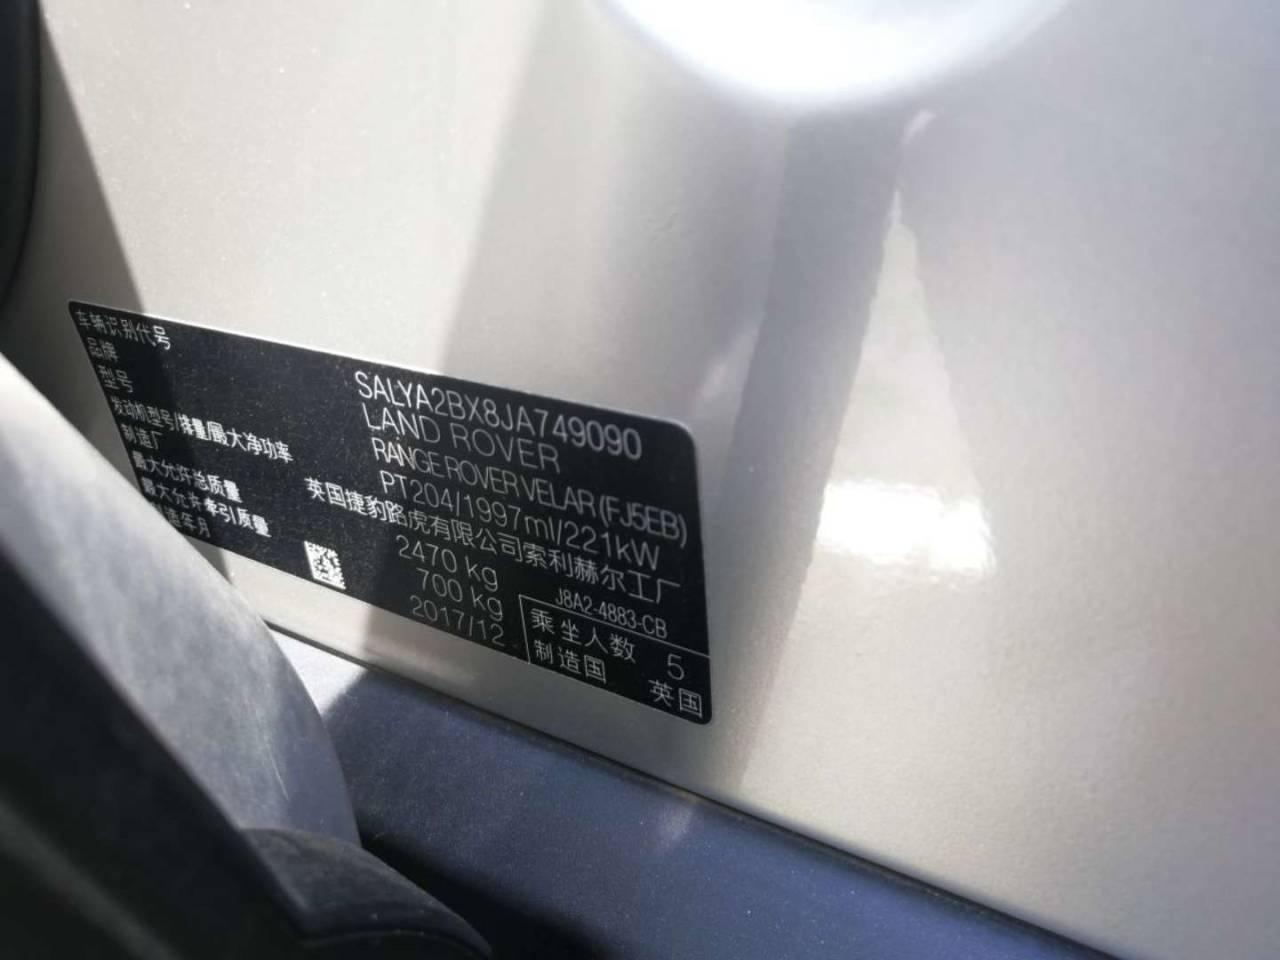 车辆识别代号 SALYA2BX8JA749090
品牌 LAND ROVER
型号 RANGE ROVER VELAR (FJ5EB)
发动机型号/排量/最大净功率 PT204/1997ml/221kW
制造厂 英国捷豹路虎有限公司索利赫尔工厂
最大允许总质量 2470 kg
最大允许牵引质量 700 kg
造年月 2017/12
J8A2-4883-CB
乘坐人数 5
制造国 英国